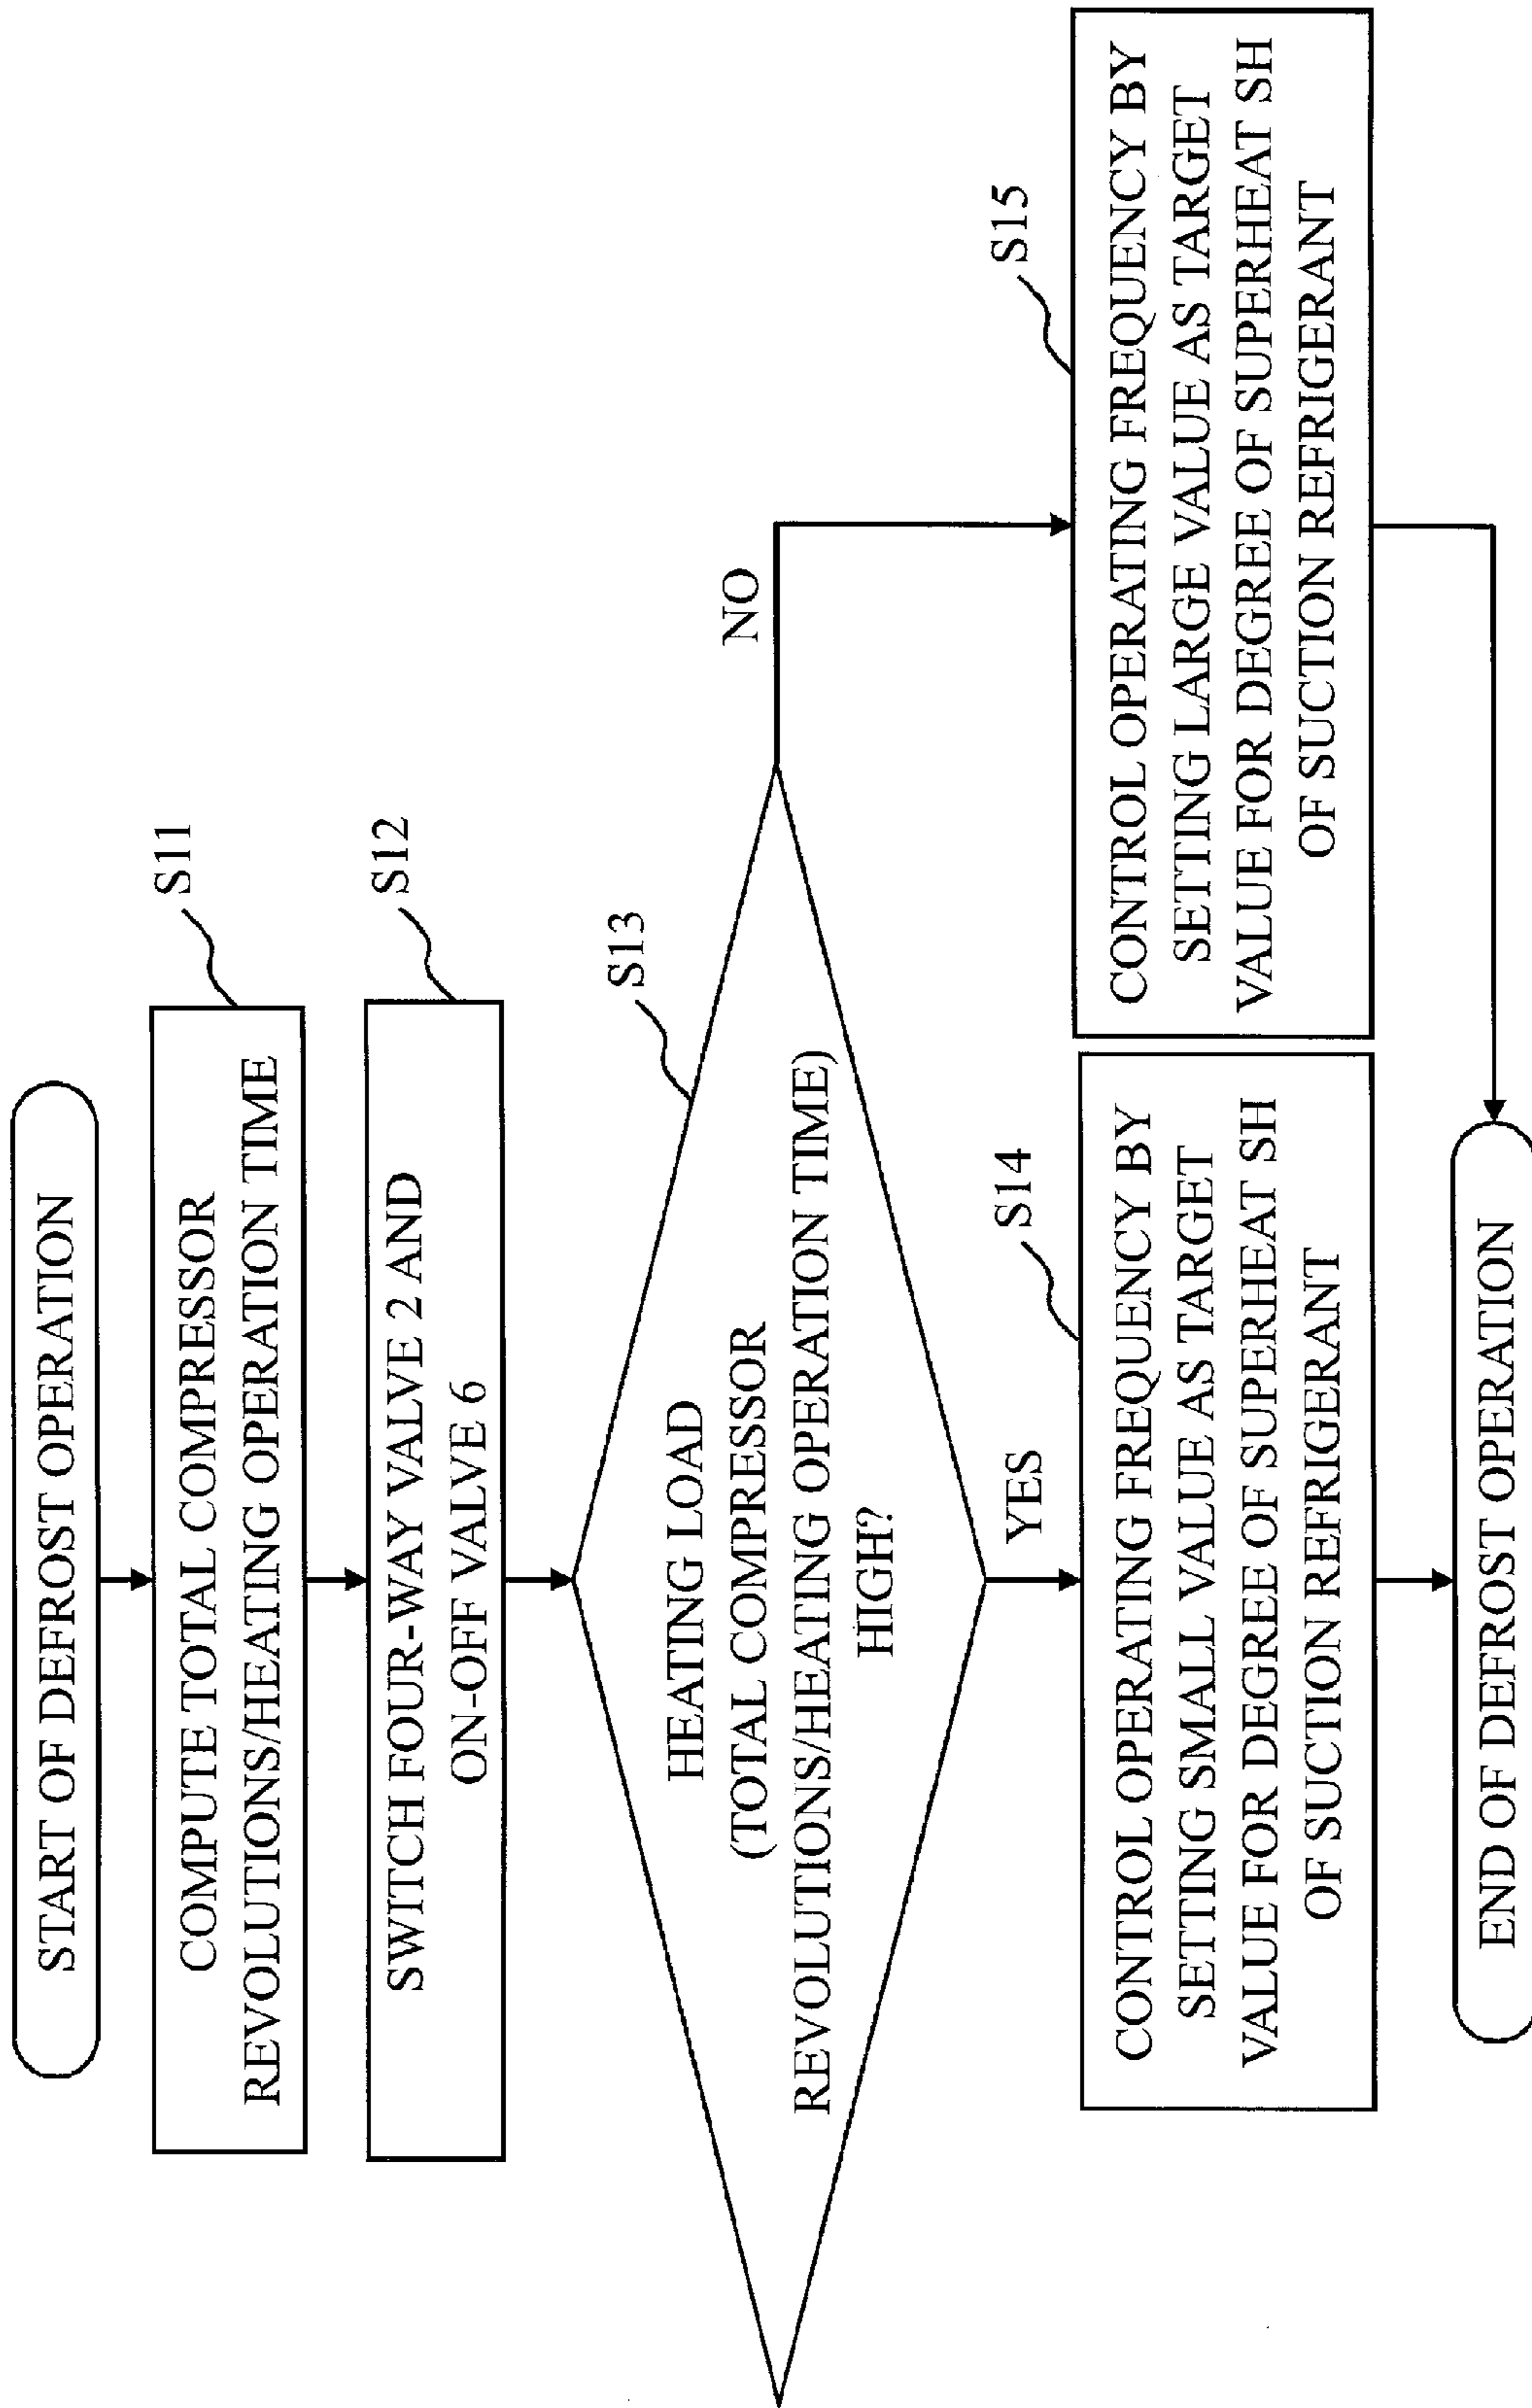 START OF DEFROST OPERATION
S11
COMPUTE TOTAL COMPRESSOR
REVOLUTIONS/HEATING OPERATION TIME
S12
SWITCH FOUR-WAY VALVE 2 AND
ON-OFF VALVE 6
S13
HEATING LOAD
(TOTAL COMPRESSOR
REVOLUTIONS/HEATING OPERATION TIME)
HIGH?
NO
YES
S14
CONTROL OPERATING FREQUENCY BY
SETTING SMALL VALUE AS TARGET
VALUE FOR DEGREE OF SUPERHEAT SH
OF SUCTION REFRIGERANT
S15
CONTROL OPERATING FREQUENCY BY
SETTING LARGE VALUE AS TARGET
VALUE FOR DEGREE OF SUPERHEAT SH
OF SUCTION REFRIGERANT
END OF DEFROST OPERATION